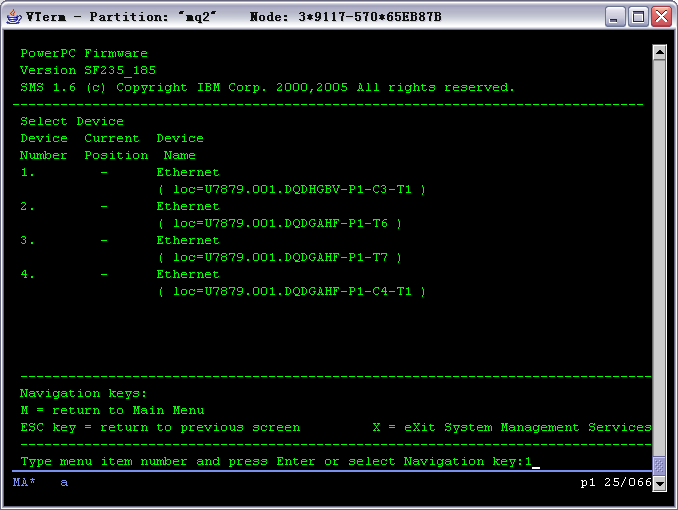 VTerm - Partition: "mq2" Node: 3*9117-570*65EB87B
PowerPC Firmware
Version SF235_185
SMS 1.6 (c) Copyright IBM Corp. 2000,2005 All rights reserved.
-------------------------------------------------------------------------------
Select Device
Device Current Device
Number Position Name
1. - Ethernet
( loc=U7879.001.DQDHGBV-P1-C3-T1 )
2. - Ethernet
( loc=U7879.001.DQDGAHF-P1-T6 )
3. - Ethernet
( loc=U7879.001.DQDGAHF-P1-T7 )
4. - Ethernet
( loc=U7879.001.DQDGAHF-P1-C4-T1 )
-------------------------------------------------------------------------------
Navigation keys:
M = return to Main Menu
ESC key = return to previous screen X = eXit System Management Services
-------------------------------------------------------------------------------
Type menu item number and press Enter or select Navigation key:1_
MA* a p1 25/066